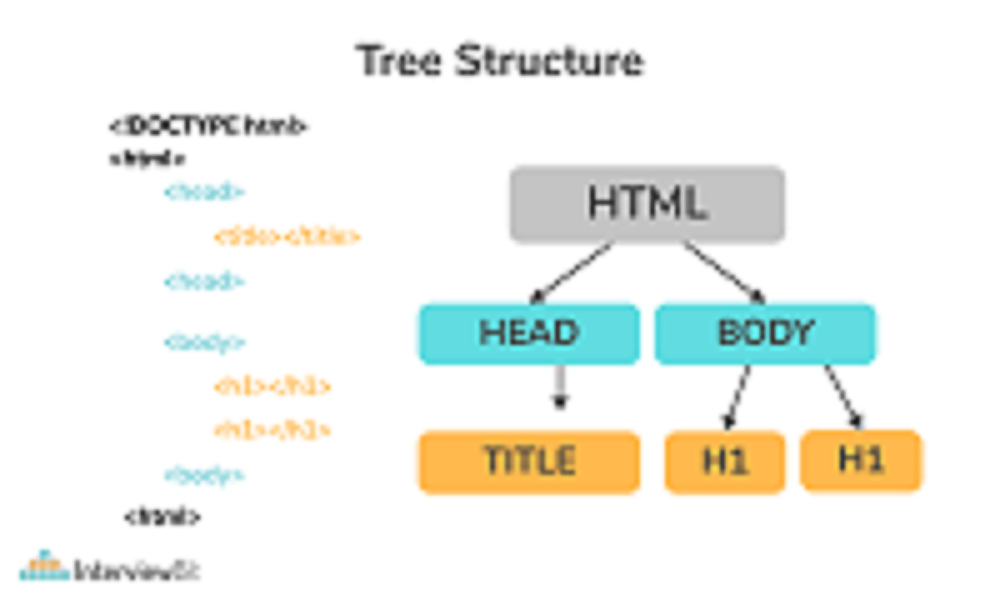 Tree Structure
<!DOCTYPE html>
<html>
<head>
<title></title>
<head>
<body>
<h1></h1>
<h1></h1>
<body>
<html>
HTML
HEAD
BODY
TITLE
H1
H1
InterviewBit